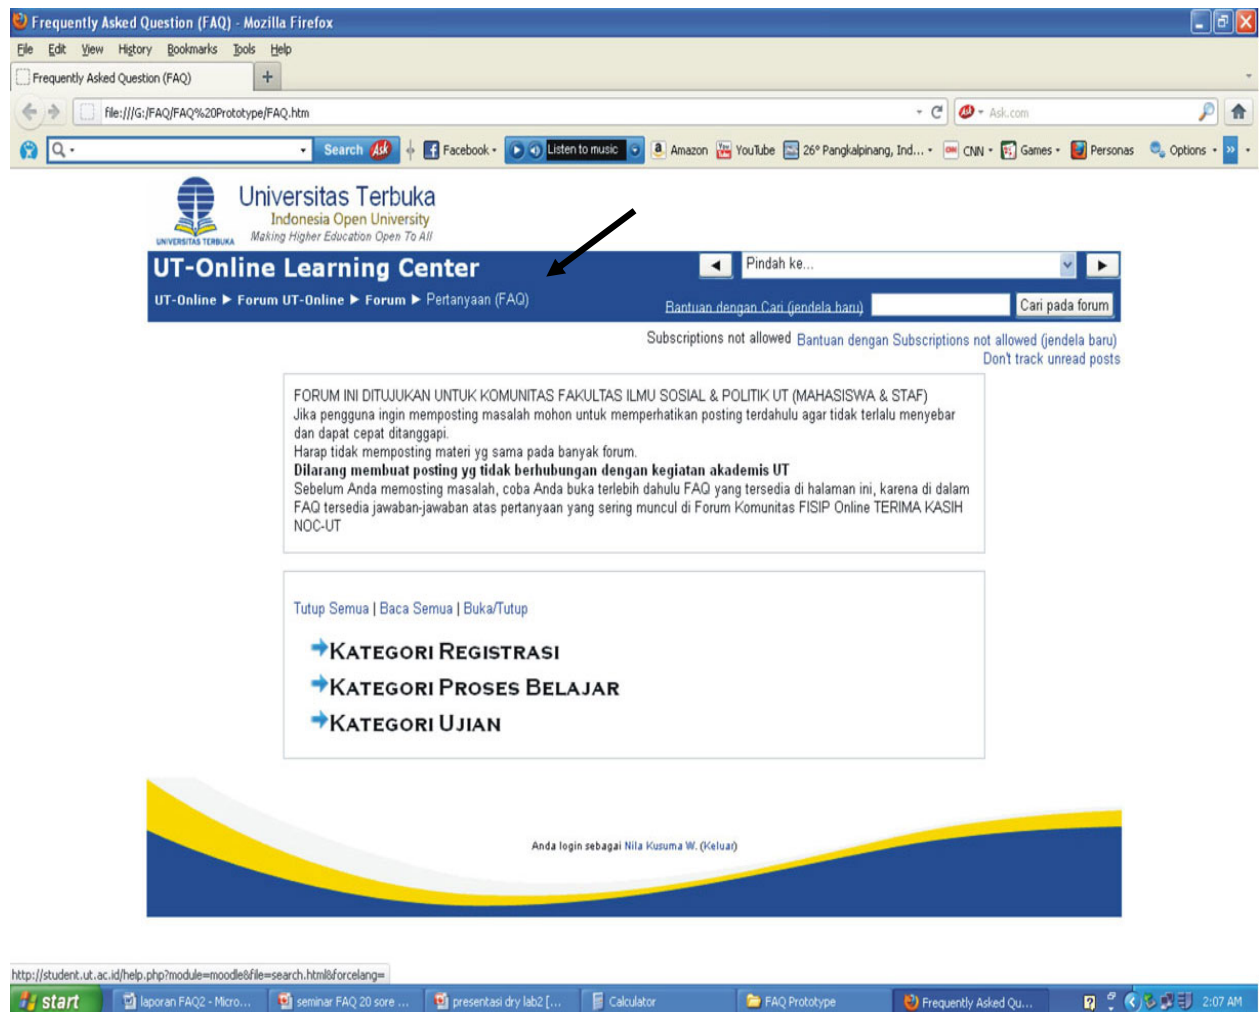 Frequently Asked Question (FAQ) - Mozilla Firefox
File Edit View History Bookmarks Tools Help
Frequently Asked Question (FAQ) +
file:///G:/FAQ/FAQ%20Prototype/FAQ.htm Ask.com
Search Ask Facebook Listen to music Amazon YouTube 26° Pangkalpinang, Ind... CNN Games Personas Options
Universitas Terbuka
Indonesia Open University
UNIVERSITAS TERBUKA Making Higher Education Open To All
UT-Online Learning Center Pindah ke...
UT-Online ► Forum UT-Online ► Forum ► Pertanyaan (FAQ) Bantuan dengan Cari (jendela baru) Cari pada forum
Subscriptions not allowed Bantuan dengan Subscriptions not allowed (jendela baru)
Don't track unread posts
FORUM INI DITUJUKAN UNTUK KOMUNITAS FAKULTAS ILMU SOSIAL & POLITIK UT (MAHASISWA & STAF)
Jika pengguna ingin memposting masalah mohon untuk memperhatikan posting terdahulu agar tidak terlalu menyebar
dan dapat cepat ditanggapi.
Harap tidak memposting materi yg sama pada banyak forum.
Dilarang membuat posting yg tidak berhubungan dengan kegiatan akademis UT
Sebelum Anda memosting masalah, coba Anda buka terlebih dahulu FAQ yang tersedia di halaman ini, karena di dalam
FAQ tersedia jawaban-jawaban atas pertanyaan yang sering muncul di Forum Komunitas FISIP Online TERIMA KASIH
NOC-UT
Tutup Semua | Baca Semua | Buka/Tutup
KATEGORI REGISTRASI
KATEGORI PROSES BELAJAR
KATEGORI UJIAN
Anda login sebagai Nila Kusuma W. (Keluar)
http://student.ut.ac.id/help.php?module=moodle&file=search.html&forcelang=
start laporan FAQ2 - Micro... seminar FAQ 20 sore ... presentasi dry lab2 [... Calculator FAQ Prototype Frequently Asked Qu... 2:07 AM